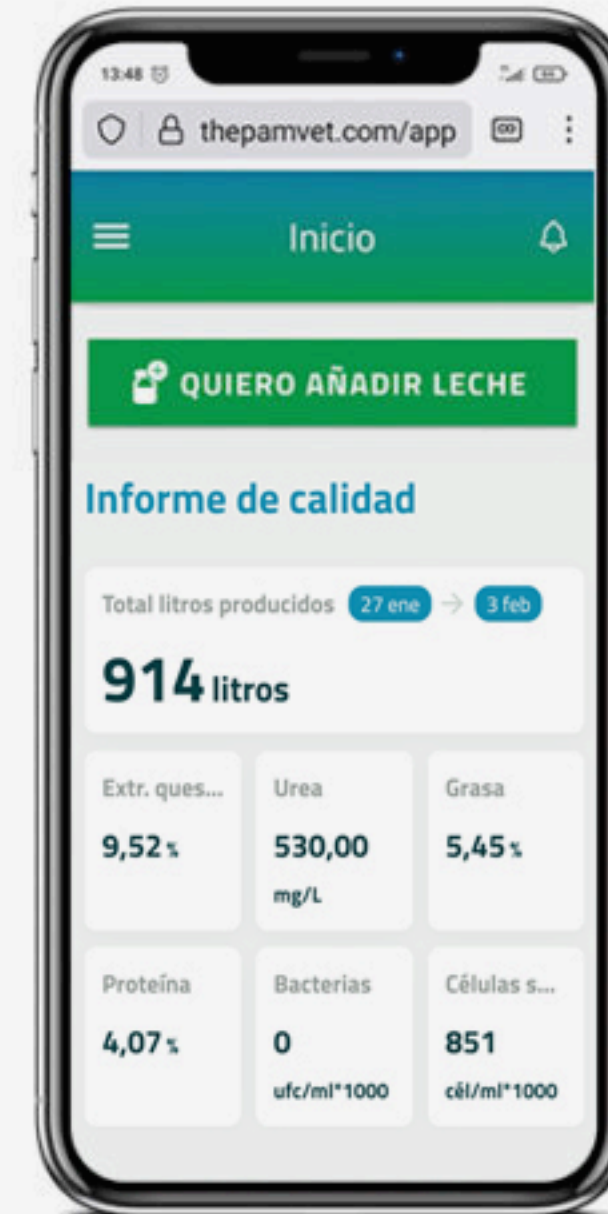 13:48
thepamvet.com/app
Inicio
QUIERO AÑADIR LECHE
Informe de calidad
Total litros producidos 27 ene → 3 feb
914 litros
Extr. ques... Urea Grasa
9,52 % 530,00 5,45 %
mg/L
Proteína Bacterias Células s...
4,07 % 0 851
ufc/ml*1000 cél/ml*1000